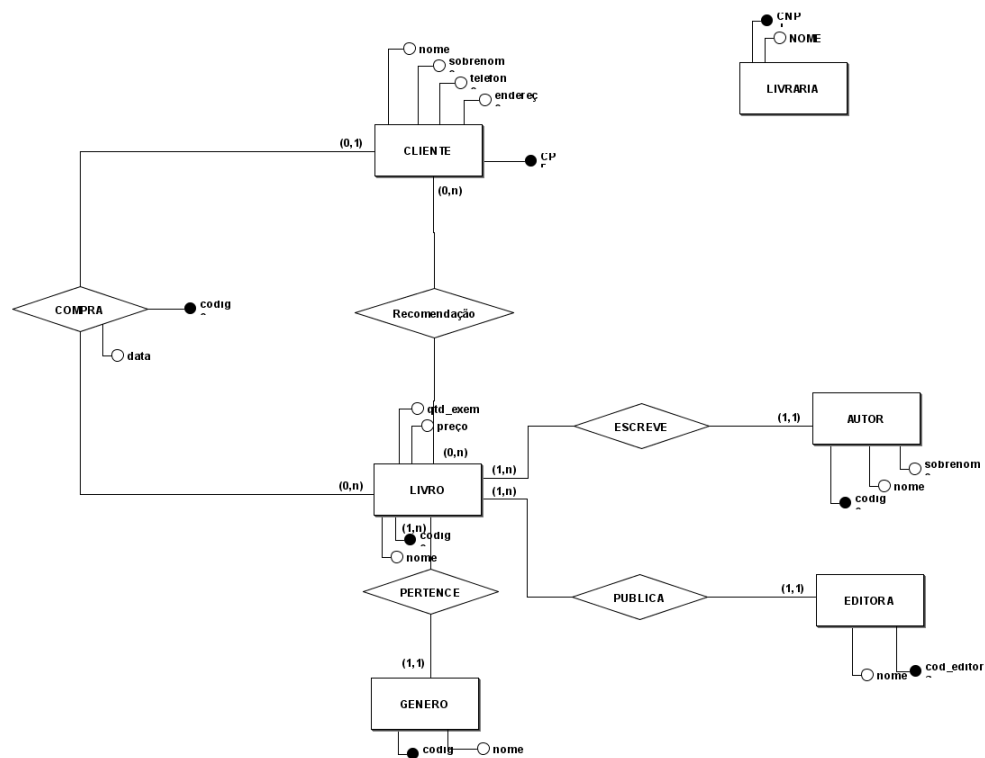 CNP
NOME
LIVRARIA
nome
sobrenom
telefon
endereç
(0,1)
CLIENTE
CP
(0,n)
COMPRA
codig
data
Recomendação
qtd_exem
preço
(0,n)
(0,n)
LIVRO
(1,n)
(1,n)
(1,n)
codig
nome
ESCREVE
(1,1)
AUTOR
sobrenom
nome
codig
PERTENCE
PUBLICA
(1,1)
EDITORA
nome
cod_editor
(1,1)
GENERO
codig
nome